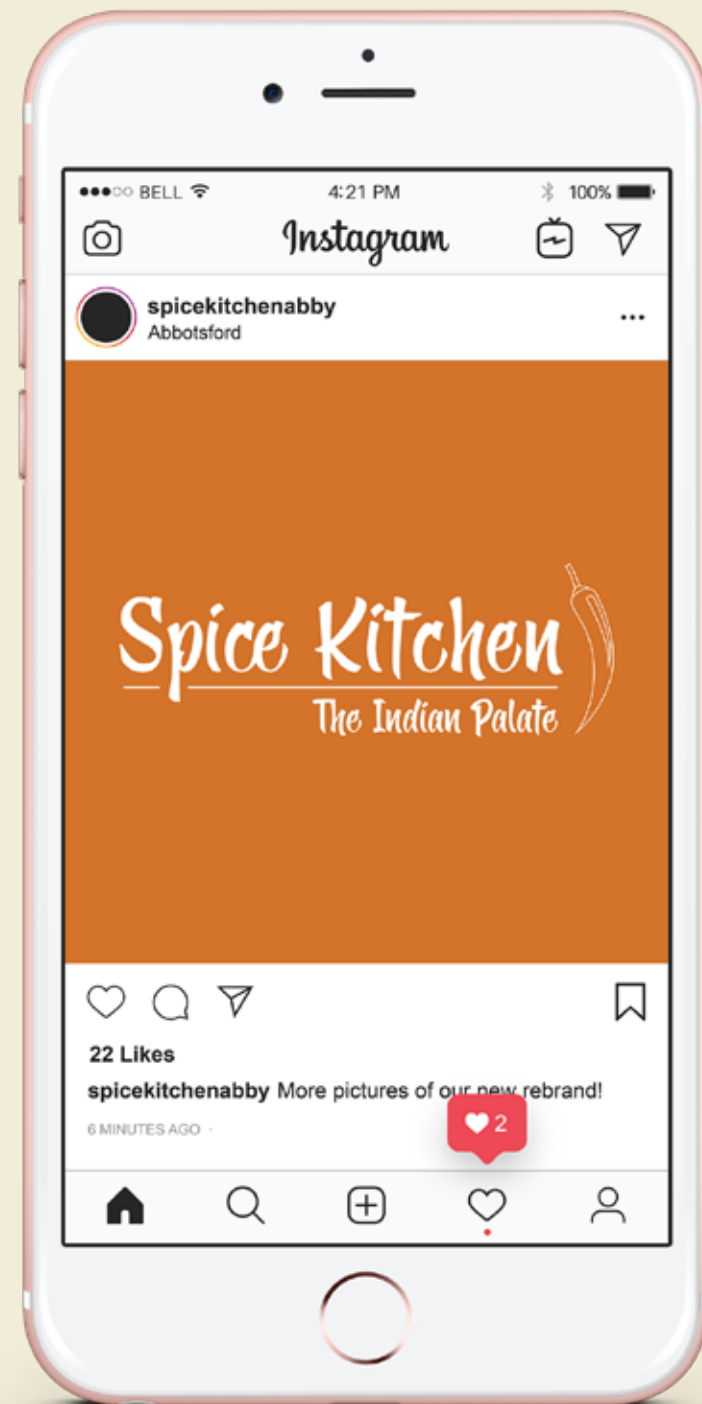 BELL 4:21 PM 100%
Instagram
spicekitchenabby
Abbotsford
Spice Kitchen
The Indian Palate
22 Likes
spicekitchenabby More pictures of our new rebrand!
6 MINUTES AGO
2